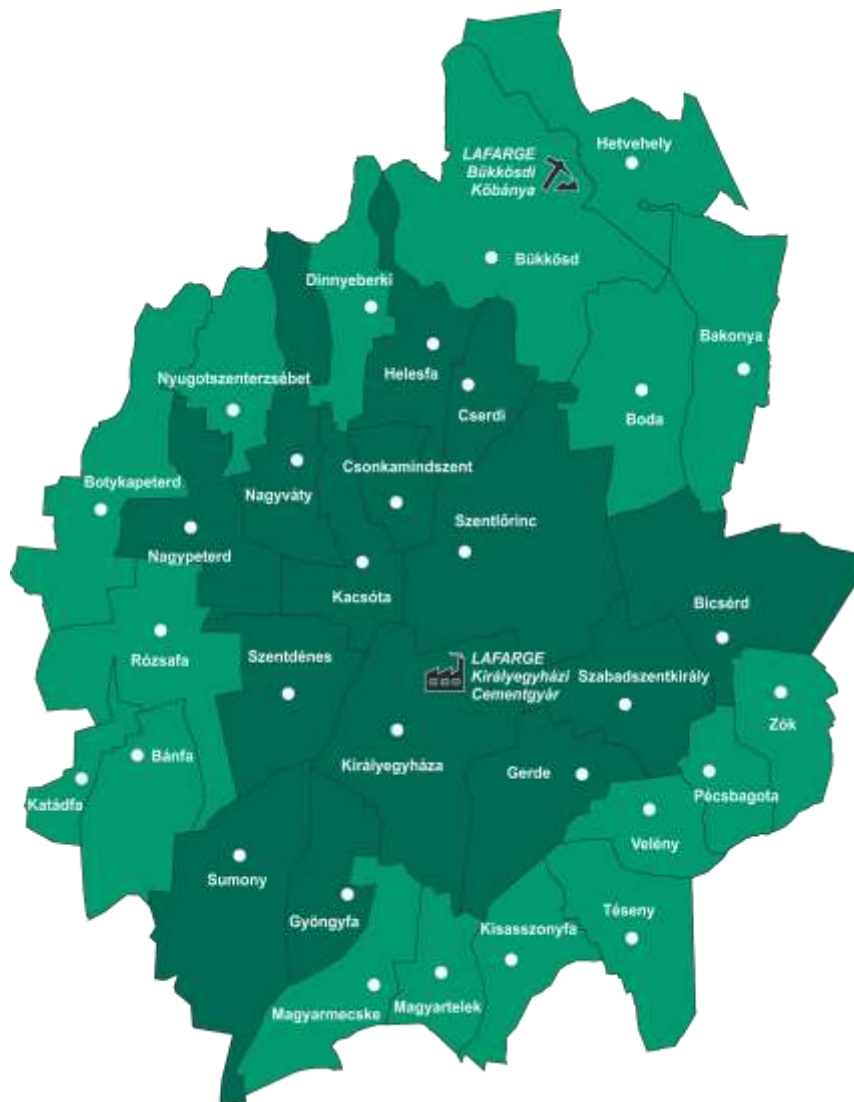 Hetvehely
LAFARGE
Bükkösdi
Kőbánya
Bükkösd
Dinnyeberki
Bakonya
Helesfa
Nyugotszenterzsébet
Cserdi
Boda
Csonkamindszent
Botykapeterd
Nagyváty
Szentlőrinc
Nagypeterd
Kacsóta
Bicsérd
Rózsafa
Szentdénes
LAFARGE
Királyegyházi
Cementgyár
Szabadszentkirály
Zók
Bánfa
Királyegyháza
Gerde
Katádfa
Pécsbagota
Velény
Sumony
Gyöngyfa
Kisasszonyfa
Téseny
Magyarmecske
Magyartelek